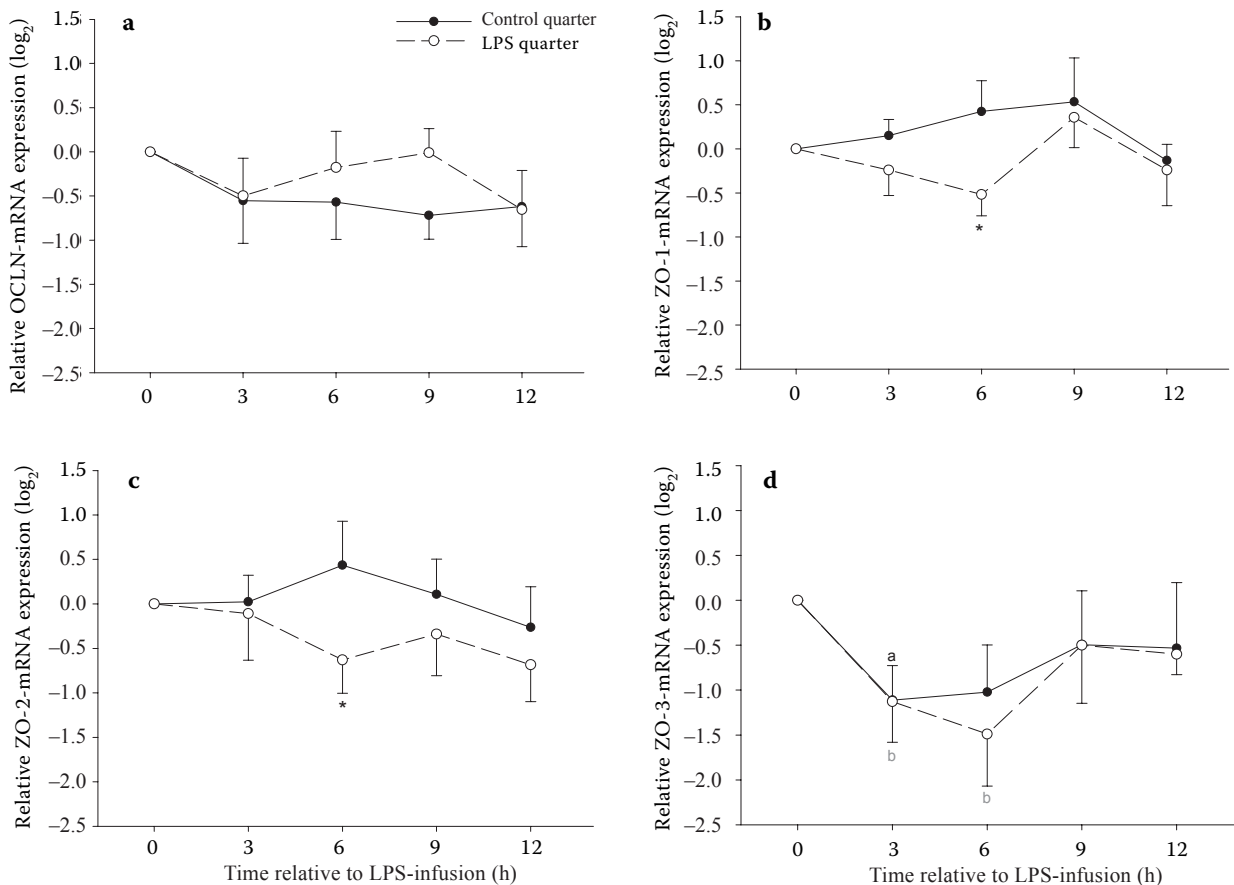 a
Control quarter
LPS quarter
Relative OCLN-mRNA expression (log2)
1.5
1.0
0.5
0.0
–0.5
–1.0
–1.5
–2.0
–2.5
0 3 6 9 12
b
Relative ZO-1-mRNA expression (log2)
1.5
1.0
0.5
0.0
–0.5
–1.0
–1.5
–2.0
–2.5
*
0 3 6 9 12
c
Relative ZO-2-mRNA expression (log2)
1.5
1.0
0.5
0.0
–0.5
–1.0
–1.5
–2.0
–2.5
*
0 3 6 9 12
Time relative to LPS-infusion (h)
d
Relative ZO-3-mRNA expression (log2)
1.5
1.0
0.5
0.0
–0.5
–1.0
–1.5
–2.0
–2.5
a
b
b
0 3 6 9 12
Time relative to LPS-infusion (h)